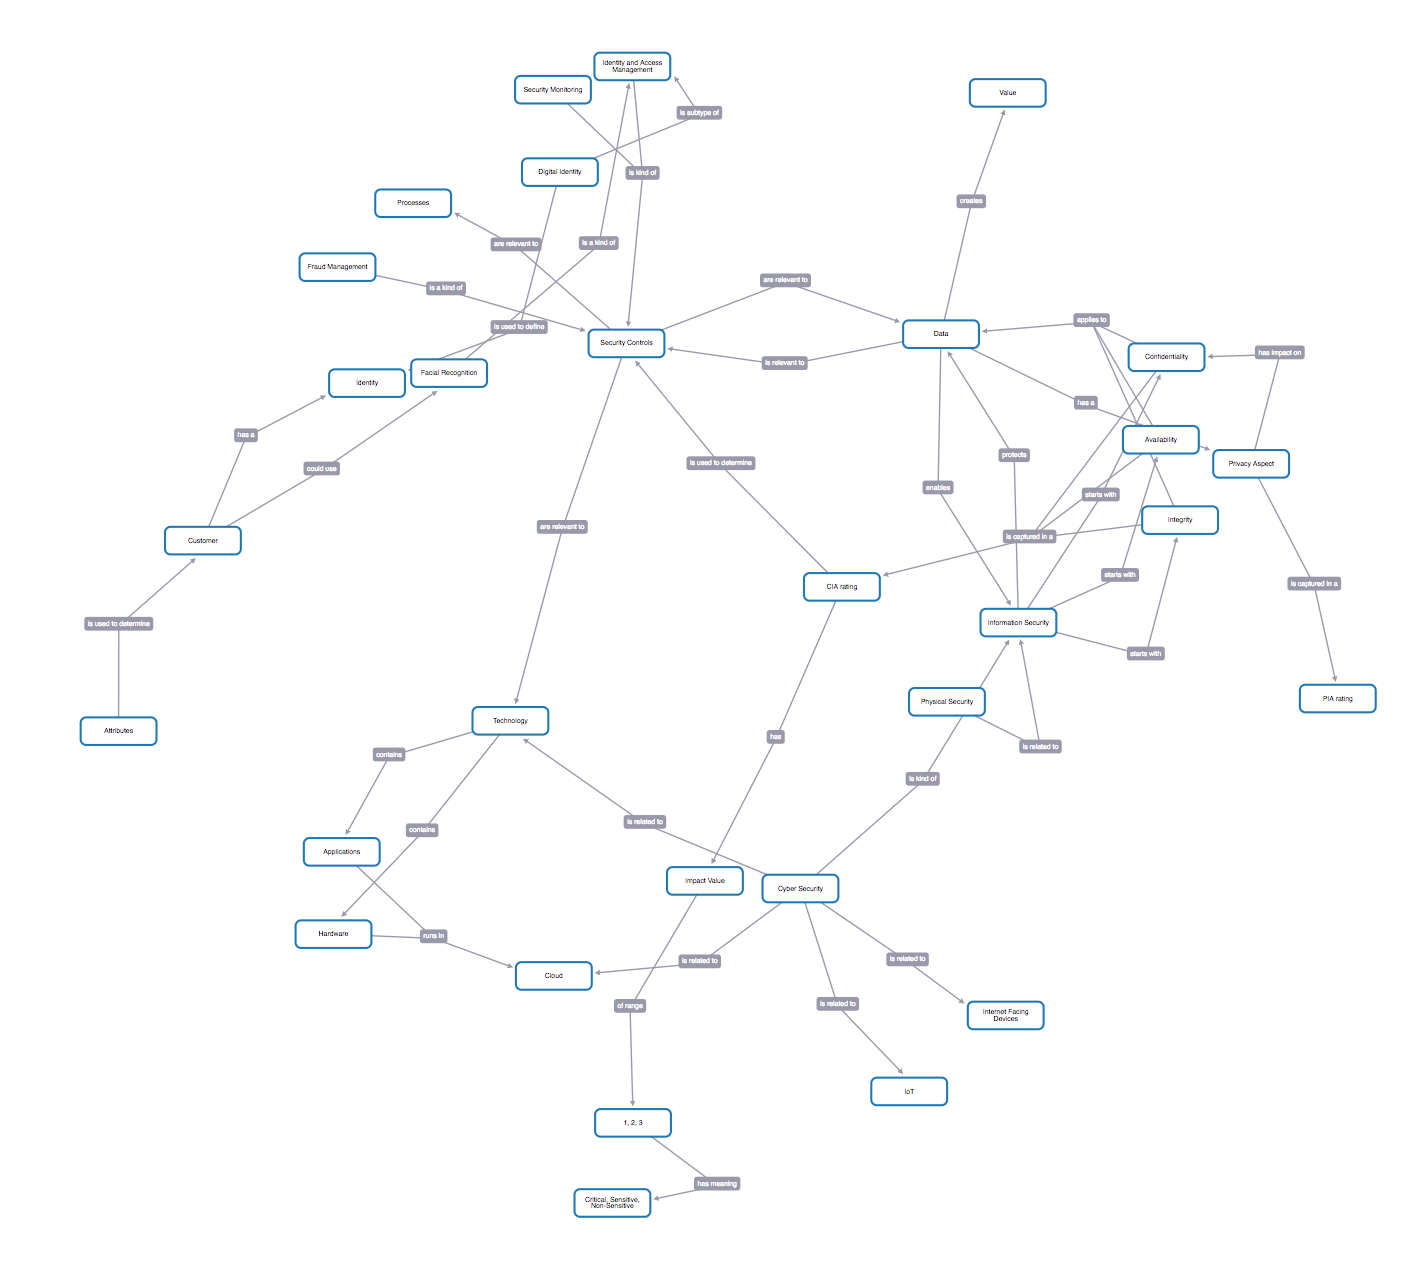 Identity and Access
Management
Security Monitoring
Value
is subtype of
Digital Identity
is kind of
Processes
creates
are relevant to
is a kind of
Fraud Management
is a kind of
are relevant to
is used to define
applies to
Data
Security Controls
Confidentiality
has impact on
is relevant to
Facial Recognition
Identity
has a
has a
Availability
protects
Privacy Aspect
is used to determine
could use
enables
starts with
Integrity
are relevant to
is captured in a
Customer
starts with
is captured in a
CIA rating
is used to determine
Information Security
starts with
Physical Security
PIA rating
Technology
Attributes
has
is related to
contains
is kind of
is related to
contains
Applications
Impact Value
Cyber Security
Hardware
runs in
is related to
is related to
Cloud
of range
is related to
Internet Facing
Devices
IoT
1, 2, 3
has meaning
Critical, Sensitive,
Non-Sensitive